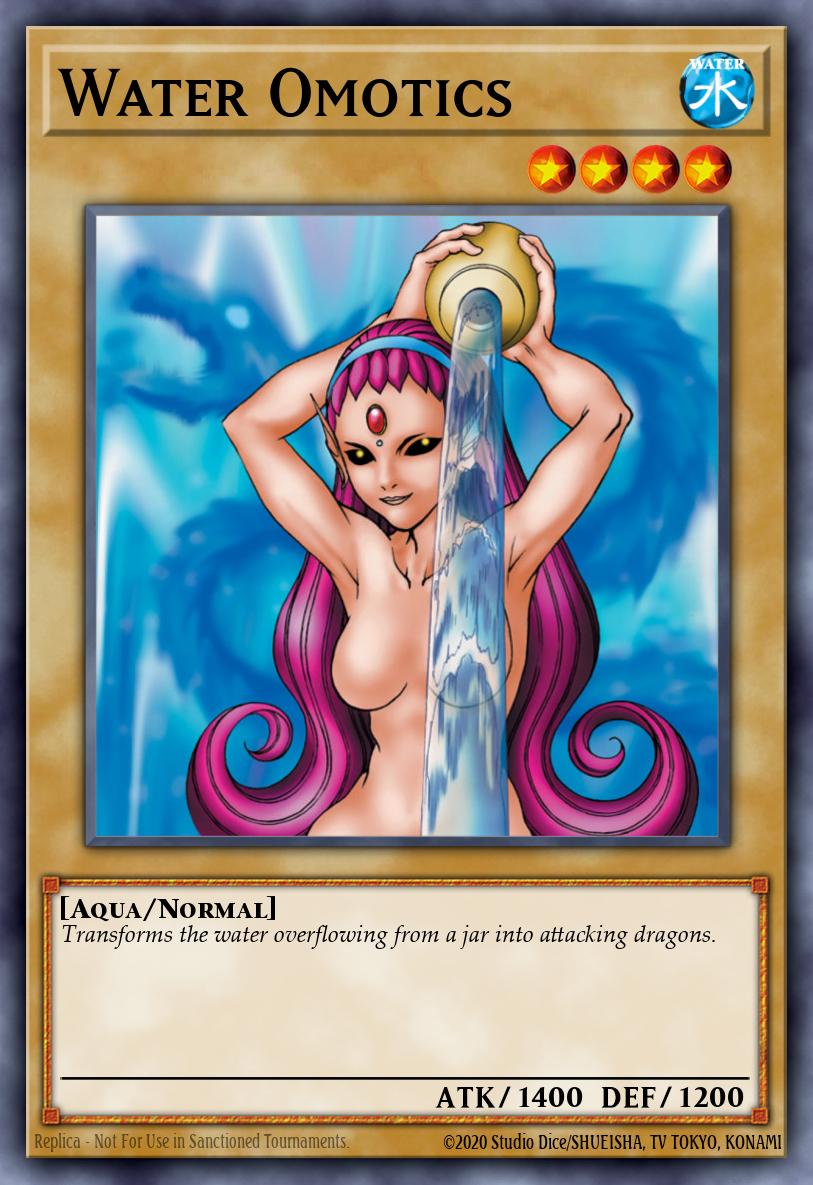 Water Omotics
WATER
水
[Aqua/Normal]
Transforms the water overflowing from a jar into attacking dragons.
ATK/1400 DEF/1200
Replica - Not For Use in Sanctioned Tournaments.
©2020 Studio Dice/SHUEISHA, TV TOKYO, KONAMI